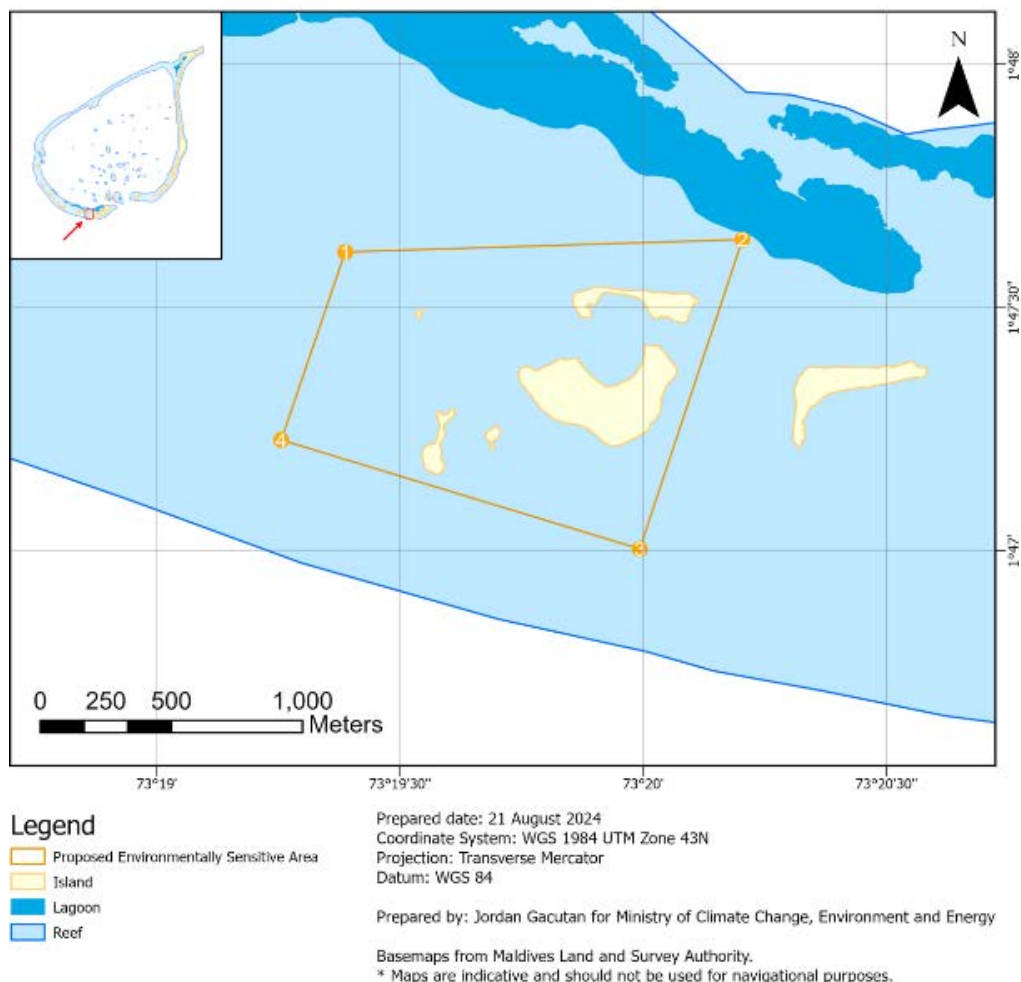 N
1°48'
1
2
1°47'30"
4
3
1°47'
0 250 500 1,000
Meters
73°19' 73°19'30" 73°20' 73°20'30"
Legend
Proposed Environmentally Sensitive Area
Island
Lagoon
Reef
Prepared date: 21 August 2024
Coordinate System: WGS 1984 UTM Zone 43N
Projection: Transverse Mercator
Datum: WGS 84
Prepared by: Jordan Gacutan for Ministry of Climate Change, Environment and Energy
Basemaps from Maldives Land and Survey Authority.
* Maps are indicative and should not be used for navigational purposes.